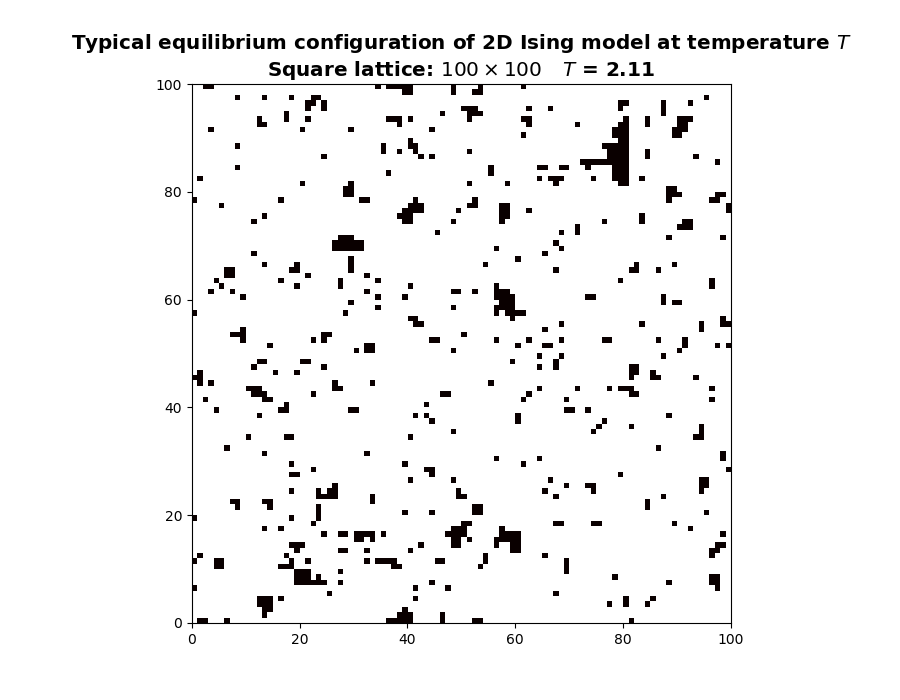 Typical equilibrium configuration of 2D Ising model at temperature T
Square lattice: 100 × 100 T = 2.11
100
80
60
40
20
0
0 20 40 60 80 100